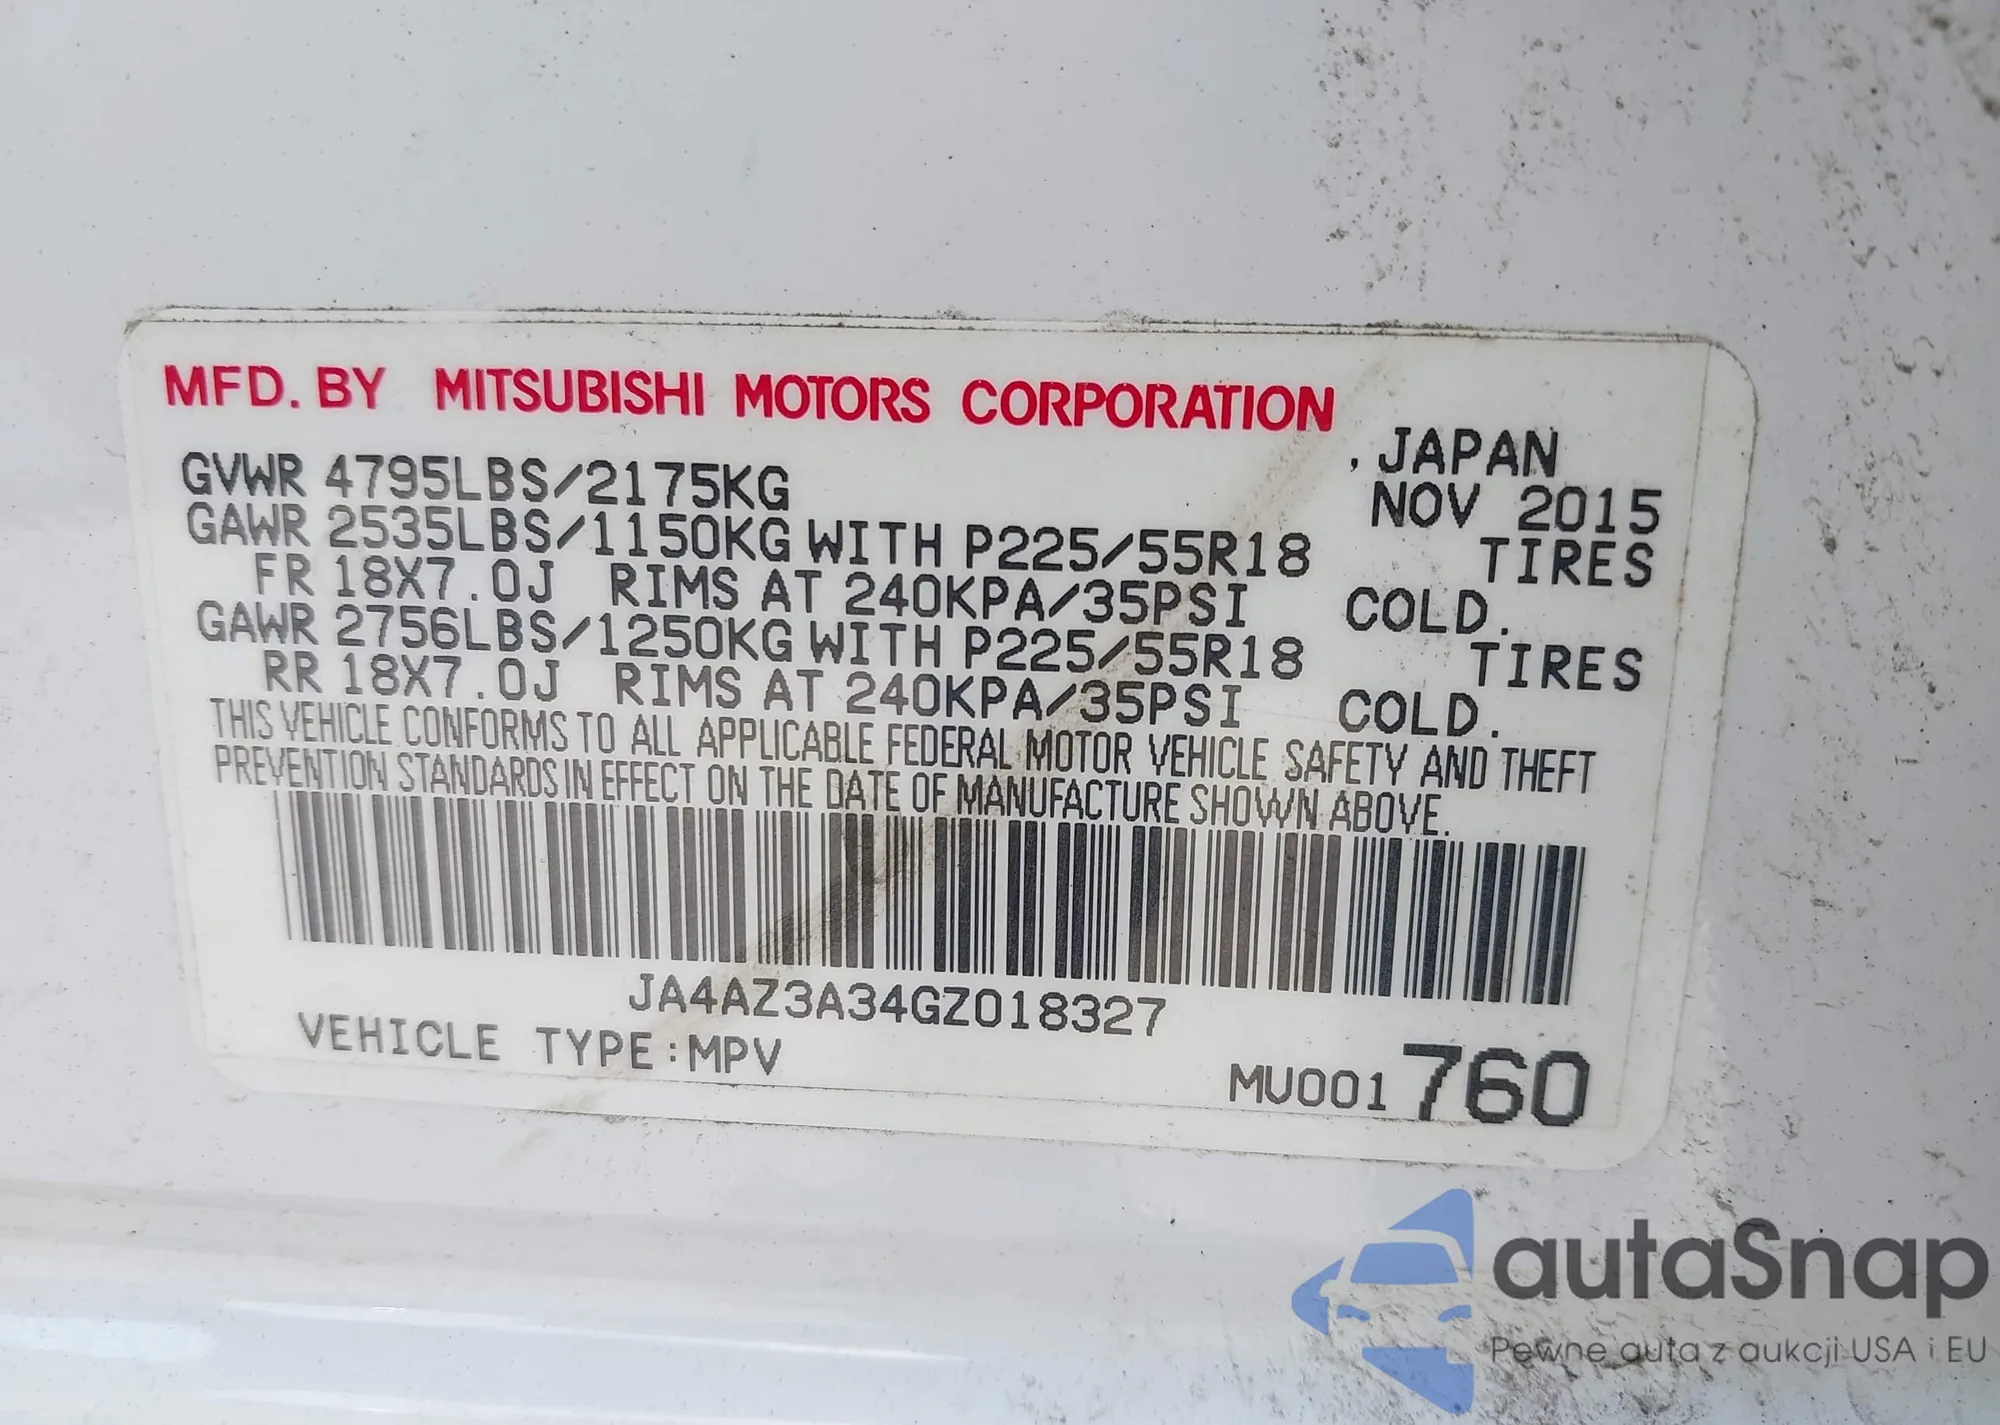 MFD. BY MITSUBISHI MOTORS CORPORATION
, JAPAN
GVWR 4795LBS/2175KG NOV 2015
GAWR 2535LBS/1150KG WITH P225/55R18 TIRES
FR 18X7.0J RIMS AT 240KPA/35PSI COLD.
GAWR 2756LBS/1250KG WITH P225/55R18 TIRES
RR 18X7.0J RIMS AT 240KPA/35PSI COLD.
THIS VEHICLE CONFORMS TO ALL APPLICABLE FEDERAL MOTOR VEHICLE SAFETY AND THEFT
PREVENTION STANDARDS IN EFFECT ON THE DATE OF MANUFACTURE SHOWN ABOVE.
JA4AZ3A34GZ018327
VEHICLE TYPE:MPV
MU001 760
autaSnap
Pewne auta z aukcji USA i EU